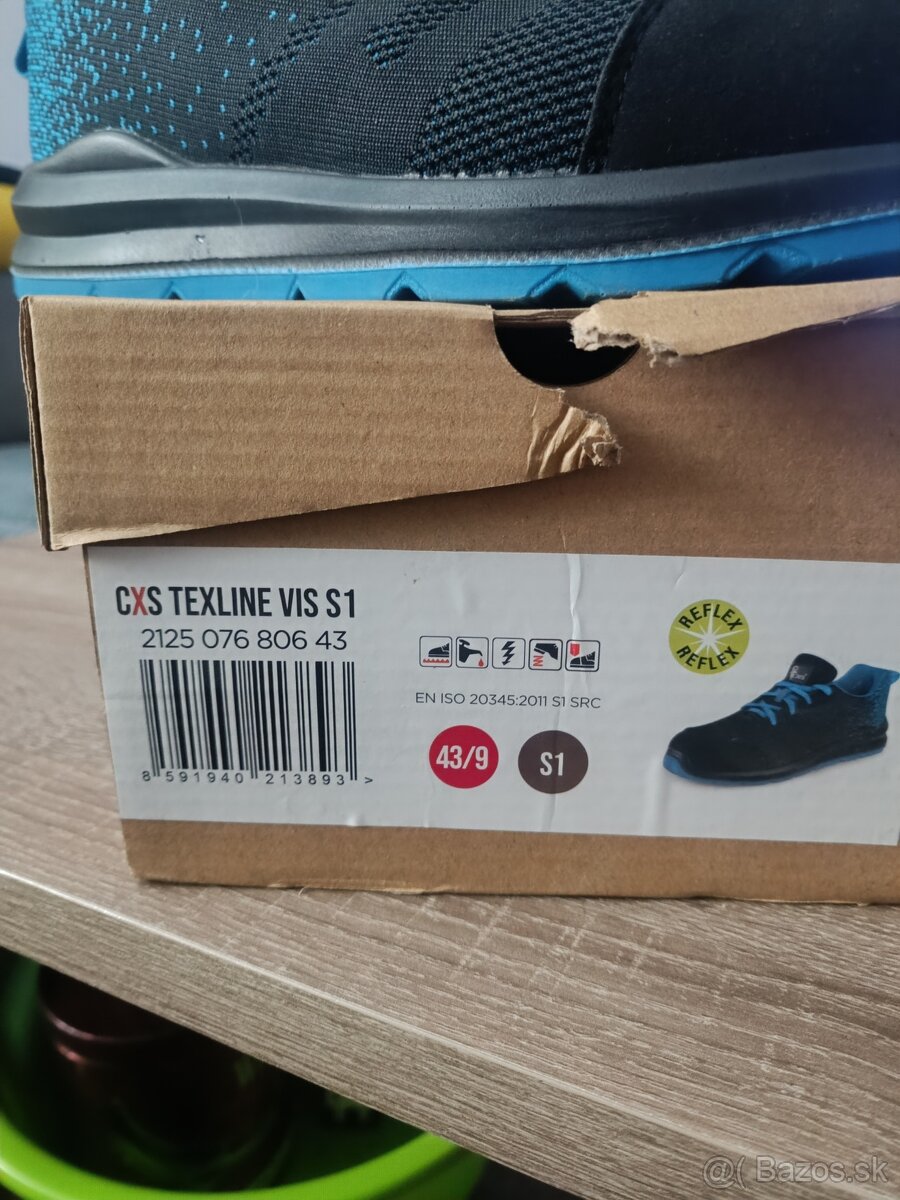 CXS TEXLINE VIS S1
2125 076 806 43
8 591940 213893 >
EN ISO 20345:2011 S1 SRC
43/9
S1
REFLEX
REFLEX
@( Bazos.sk